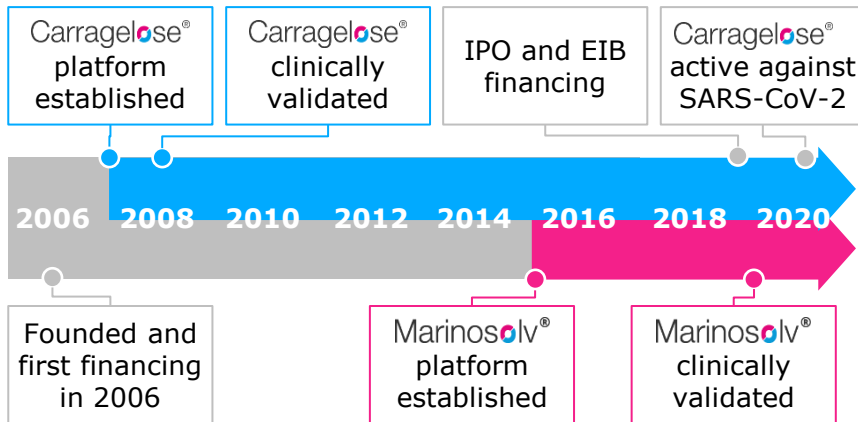 Carragelose®
platform
established
Carragelose®
clinically
validated
IPO and EIB
financing
Carragelose®
active against
SARS-CoV-2
2006 2008 2010 2012 2014 2016 2018 2020
Founded and
first financing
in 2006
Marinosolv®
platform
established
Marinosolv®
clinically
validated